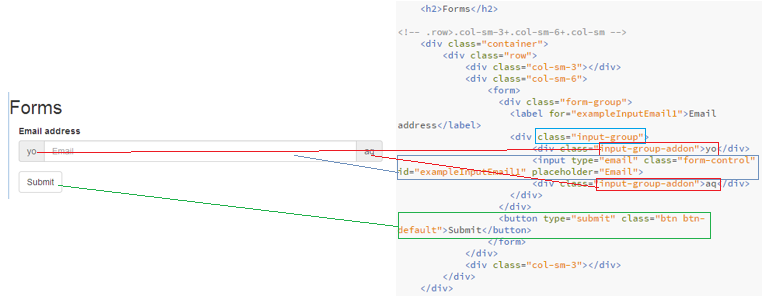 Forms
Email address
yo Email aq
Submit
<h2>Forms</h2>
<!-- .row>.col-sm-3+.col-sm-6+.col-sm -->
<div class="container">
<div class="row">
<div class="col-sm-3"></div>
<div class="col-sm-6">
<form>
<div class="form-group">
<label for="exampleInputEmail1">Email
address</label>
<div class="input-group">
<div class="input-group-addon">yo</div>
<input type="email" class="form-control"
id="exampleInputEmail1" placeholder="Email">
<div class="input-group-addon">aq</div>
</div>
</div>
<button type="submit" class="btn btn-
default">Submit</button>
</form>
</div>
<div class="col-sm-3"></div>
</div>
</div>